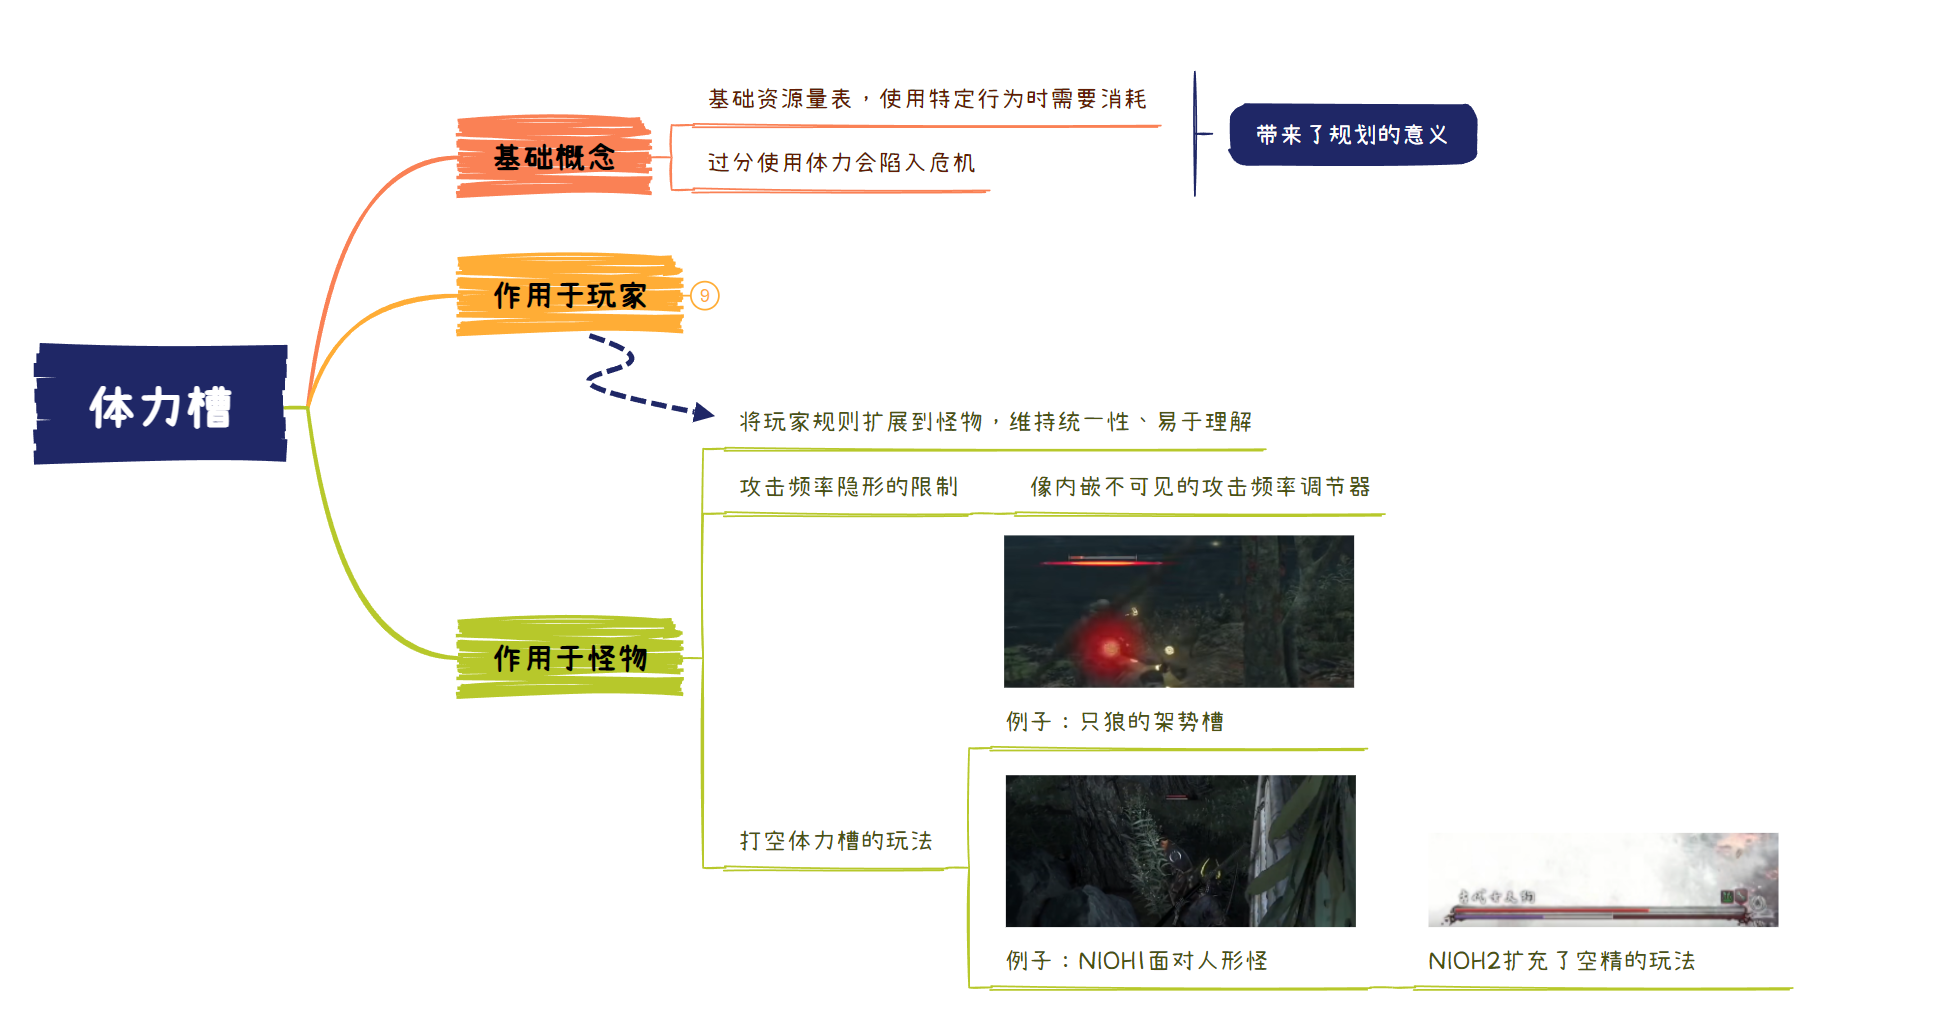 体力槽
基础概念
基础资源量表，使用特定行为时需要消耗
过分使用体力会陷入危机
带来了规划的意义
作用于玩家
9
作用于怪物
将玩家规则扩展到怪物，维持统一性、易于理解
攻击频率隐形的限制
像内嵌不可见的攻击频率调节器
打空体力槽的玩法
例子：只狼的架势槽
例子：NIOH1面对人形怪
NIOH2扩充了空精的玩法